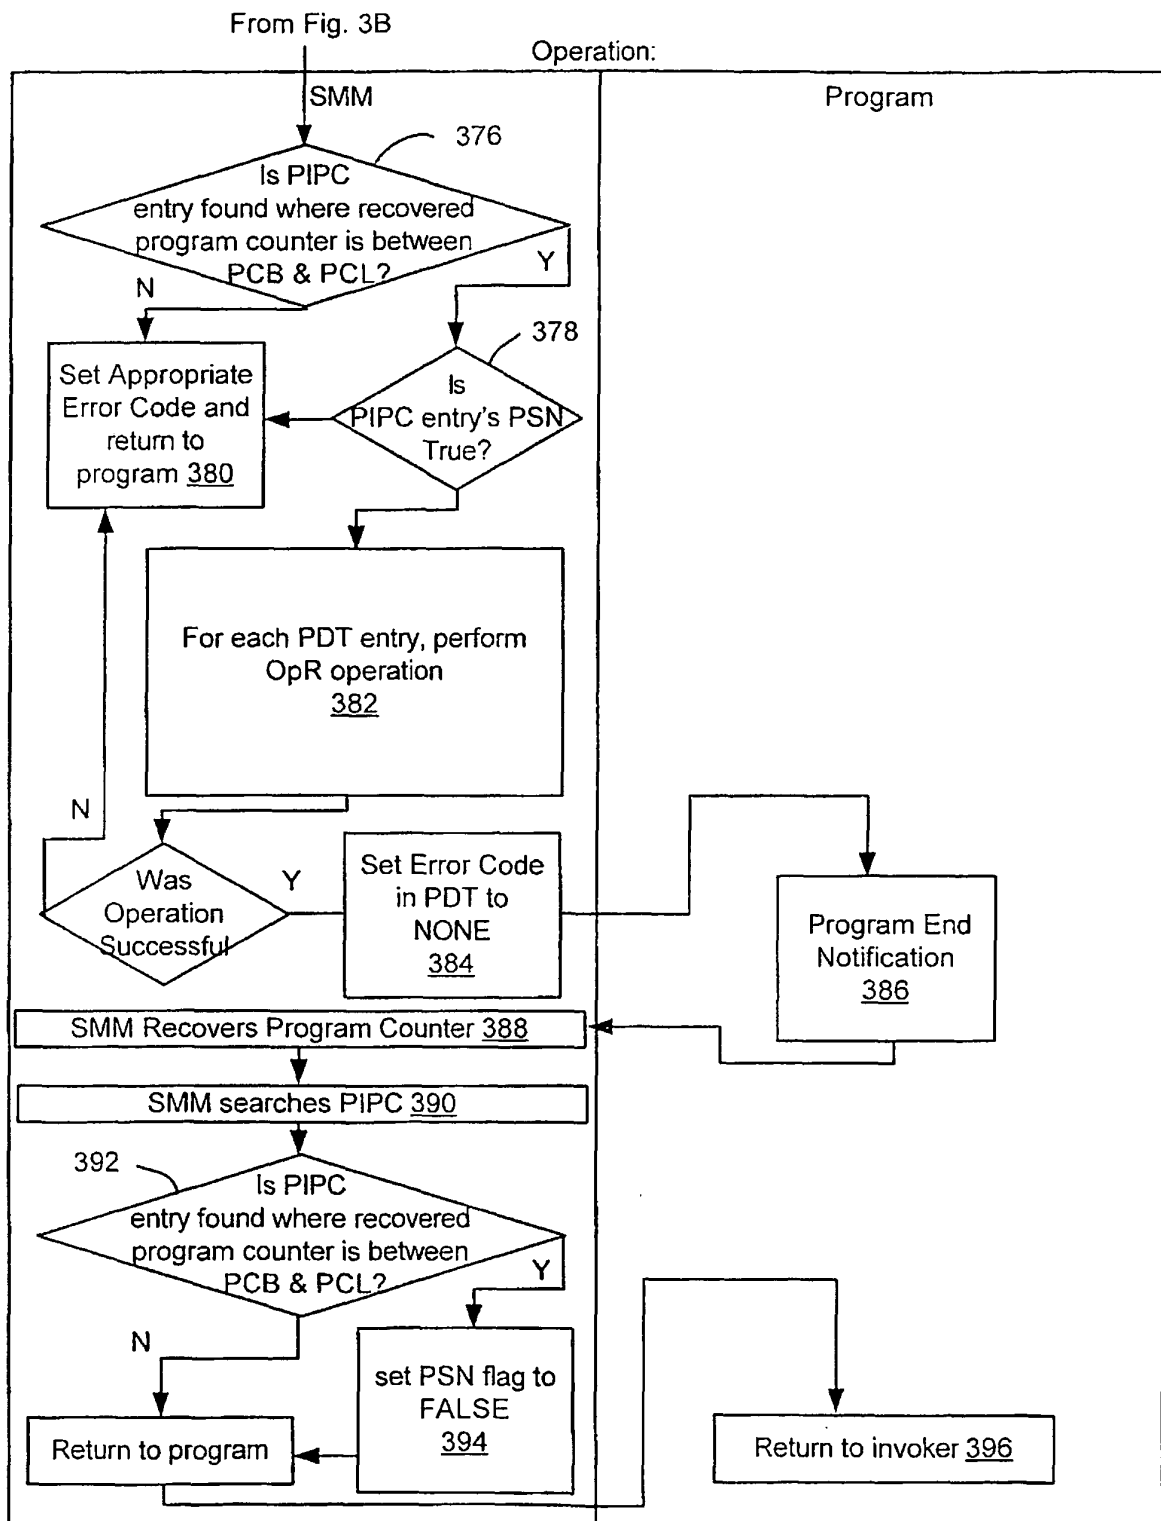 From Fig. 3B
Operation:
SMM
Program
376
Is PIPC
entry found where recovered
program counter is between
PCB & PCL?
Y
N
378
Set Appropriate
Error Code and
return to
program 380
Is
PIPC entry's PSN
True?
For each PDT entry, perform
OpR operation
382
N
Was
Operation
Successful
Y
Set Error Code
in PDT to
NONE
384
Program End
Notification
386
SMM Recovers Program Counter 388
SMM searches PIPC 390
392
Is PIPC
entry found where recovered
program counter is between
PCB & PCL?
Y
N
set PSN flag to
FALSE
394
Return to program
Return to invoker 396